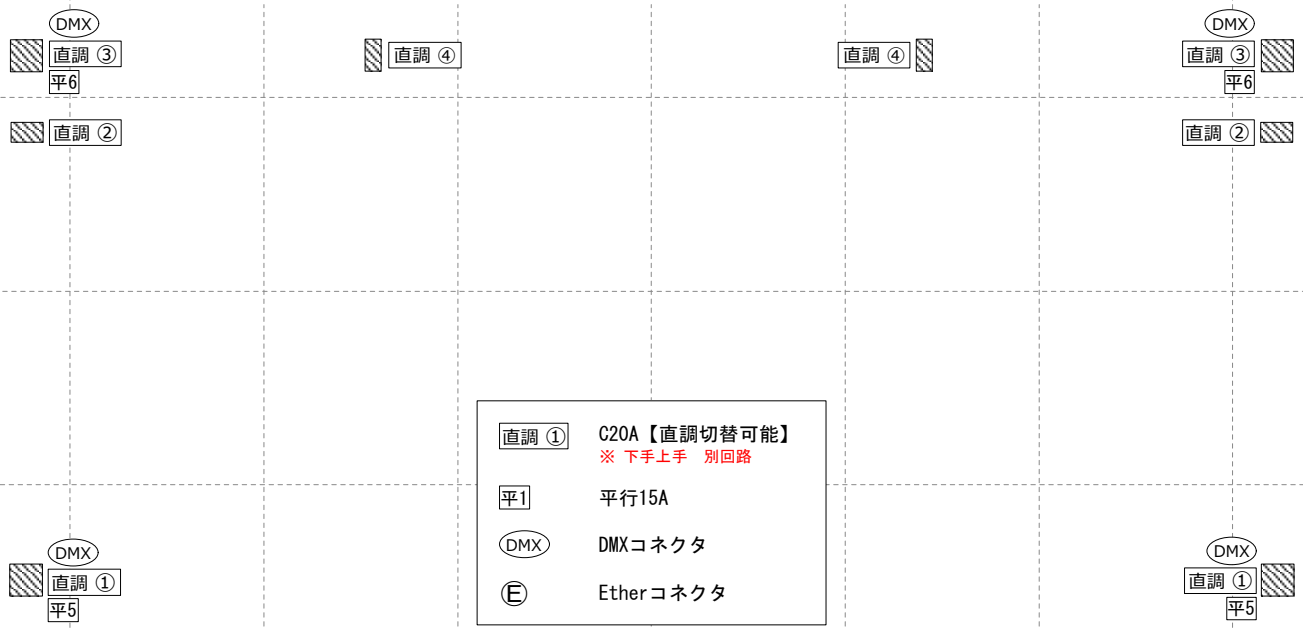 DMX
直調 ③
平6
直調 ④
直調 ④
DMX
直調 ③
平6
直調 ②
直調 ②
直調 ① C20A【直調切替可能】
※ 下手上手 別回路
平1 平行15A
DMX DMXコネクタ
E Etherコネクタ
DMX
直調 ①
平5
DMX
直調 ①
平5